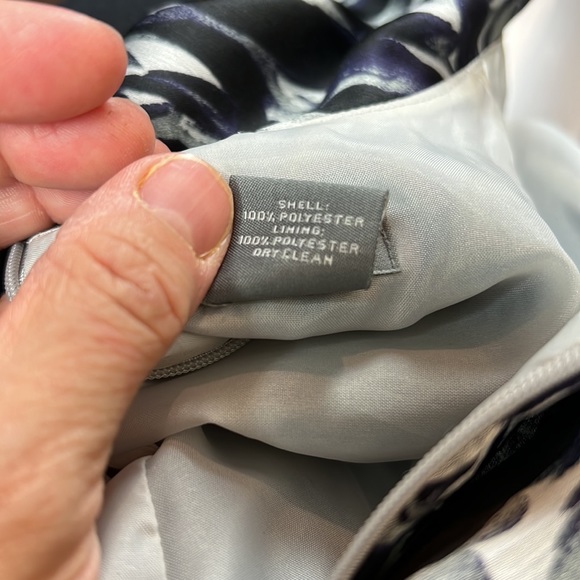 SHELL:
100% POLYESTER
LINING:
100% POLYESTER
DRY CLEAN